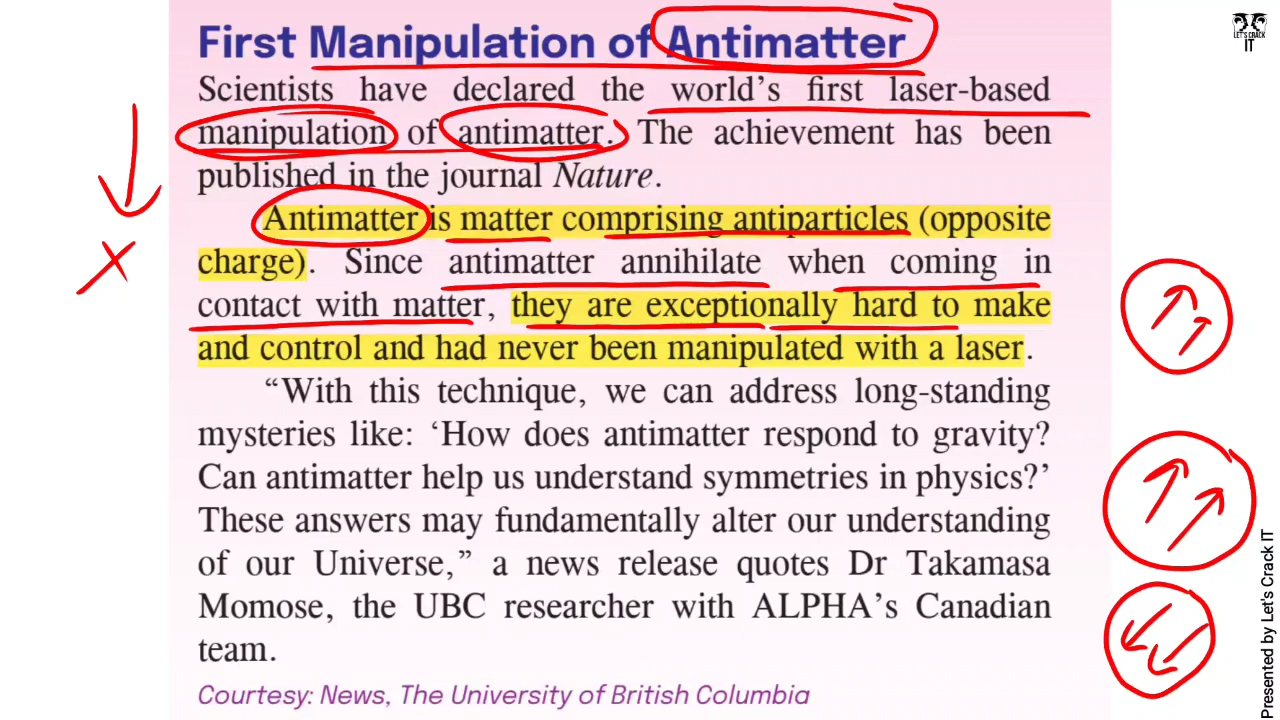 First Manipulation of Antimatter
Scientists have declared the world's first laser-based
manipulation of antimatter. The achievement has been
published in the journal Nature.
Antimatter is matter comprising antiparticles (opposite
charge). Since antimatter annihilate when coming in
contact with matter, they are exceptionally hard to make
and control and had never been manipulated with a laser.
“With this technique, we can address long-standing
mysteries like: ‘How does antimatter respond to gravity?
Can antimatter help us understand symmetries in physics?’
These answers may fundamentally alter our understanding
of our Universe,” a news release quotes Dr Takamasa
Momose, the UBC researcher with ALPHA’s Canadian
team.
Courtesy: News, The University of British Columbia
LET'S CRACK
IT
Presented by Let's Crack IT